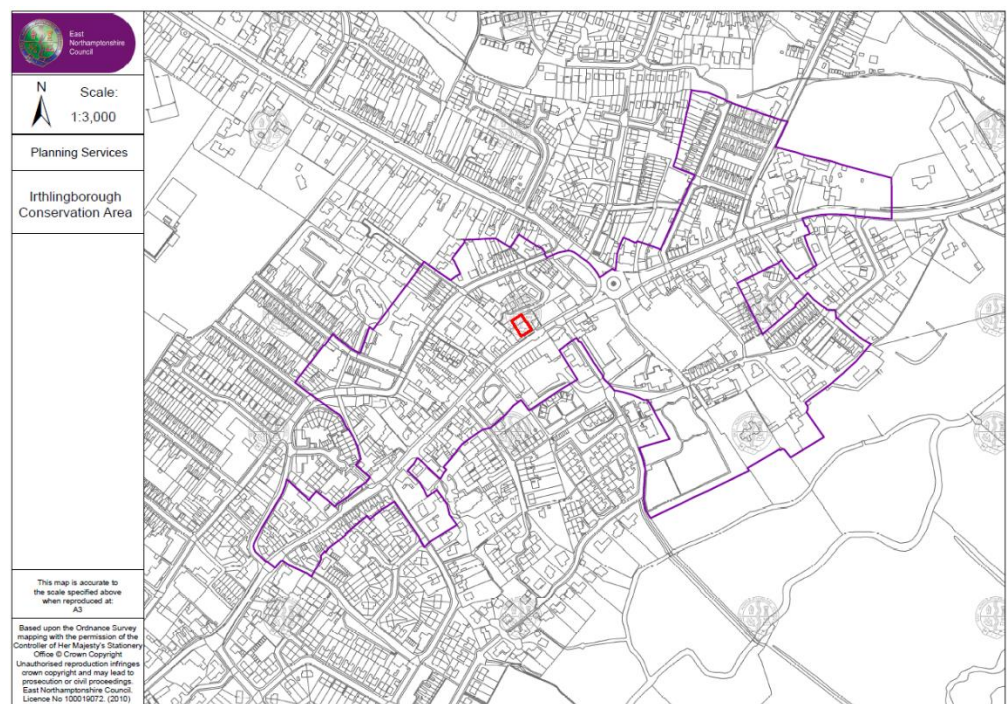 East
Northamptonshire
Council
N
Scale:
1:3,000
Planning Services
Irthlingborough
Conservation Area
This map is accurate to
the scale specified above
when reproduced at:
A3
Based upon the Ordnance Survey
mapping with the permission of the
Controller of Her Majesty's Stationery
Office © Crown Copyright
Unauthorised reproduction infringes
crown copyright and may lead to
prosecution or civil proceedings.
East Northamptonshire Council.
Licence No 100019072. (2010)